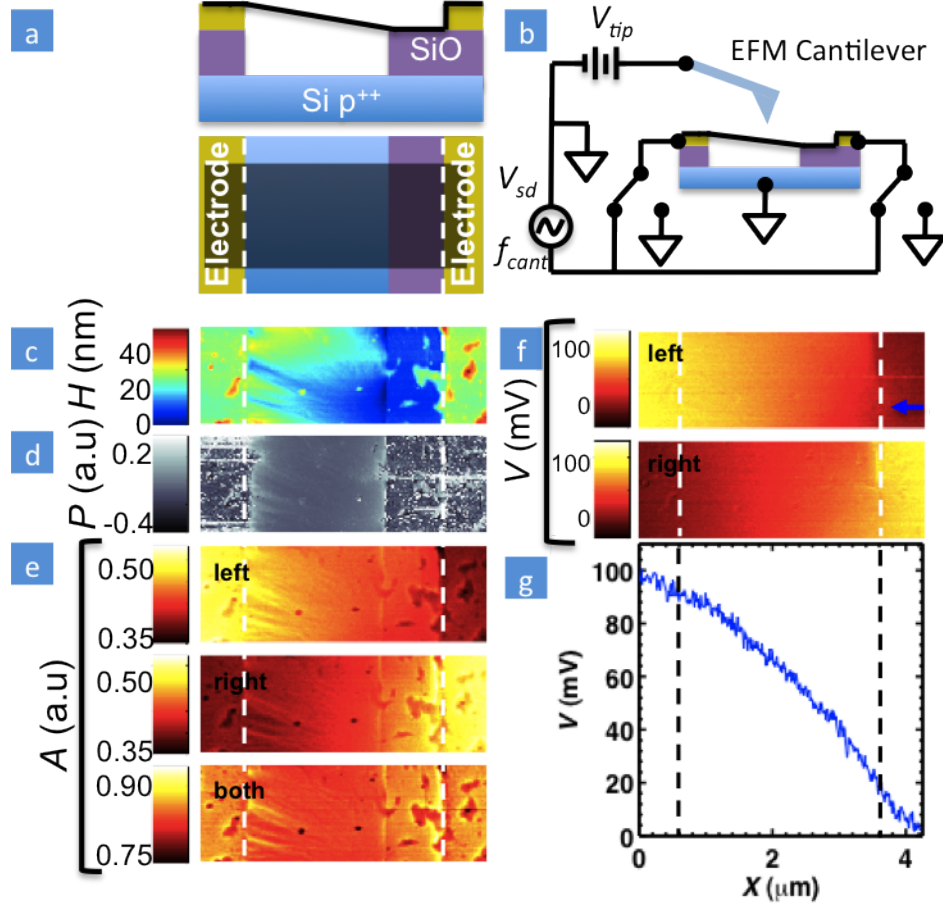 a
SiO
Si p++
Electrode
Electrode
b
Vtip
EFM Cantilever
Vsd
fcant
c
H (nm)
40
20
0
d
P (a.u)
0.2
-0.4
e
A (a.u)
0.50
0.35
left
0.50
0.35
right
0.90
0.75
both
f
V (mV)
100
0
left
100
0
right
g
V (mV)
100
80
60
40
20
0
0
2
4
X (μm)